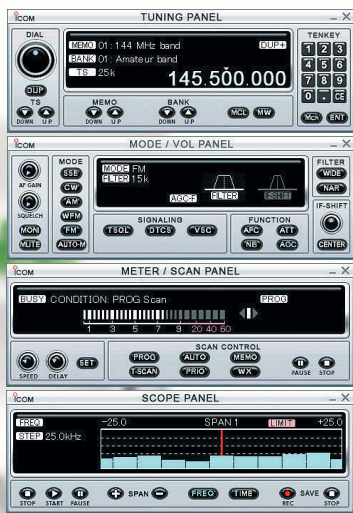 ICOM TUNING PANEL
DIAL
MEMO 01: 144 MHz band DUP+
BANK 01: Amateur band
TS 25k
145.500.000
DUP
TS
DOWN UP
MEMO
DOWN UP
BANK
DOWN UP
MCL MW
TENKEY
1 2 3
4 5 6
7 8 9
0 . CE
Mch ENT
ICOM MODE / VOL PANEL
AF GAIN
SQUELCH
MON
MUTE
MODE
SSB
CW
AM
WFM
FM
AUTO-M
MODE FM
FILTER 15k
AGC-F FILTER IF-SHIFT
SIGNALING
TSQL DTCS VSC
FUNCTION
AFC ATT
NB AGC
FILTER
WIDE
NAR
IF-SHIFT
CENTER
ICOM METER / SCAN PANEL
BUSY CONDITION: PROG Scan PROG
1 3 5 7 9 20 40 60
SPEED DELAY SET
SCAN CONTROL
PROG AUTO MEMO
T-SCAN PRIO WX
PAUSE STOP
ICOM SCOPE PANEL
FREQ
STEP 25.0kHz
-25.0 SPAN 1 LIMIT +25.0
STOP START PAUSE
SPAN
FREQ TIME
REC SAVE STOP